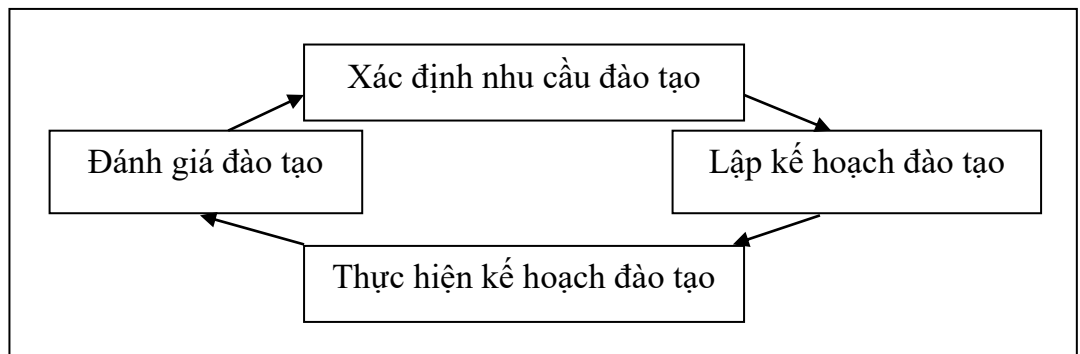 Xác định nhu cầu đào tạo
Đánh giá đào tạo
Lập kế hoạch đào tạo
Thực hiện kế hoạch đào tạo